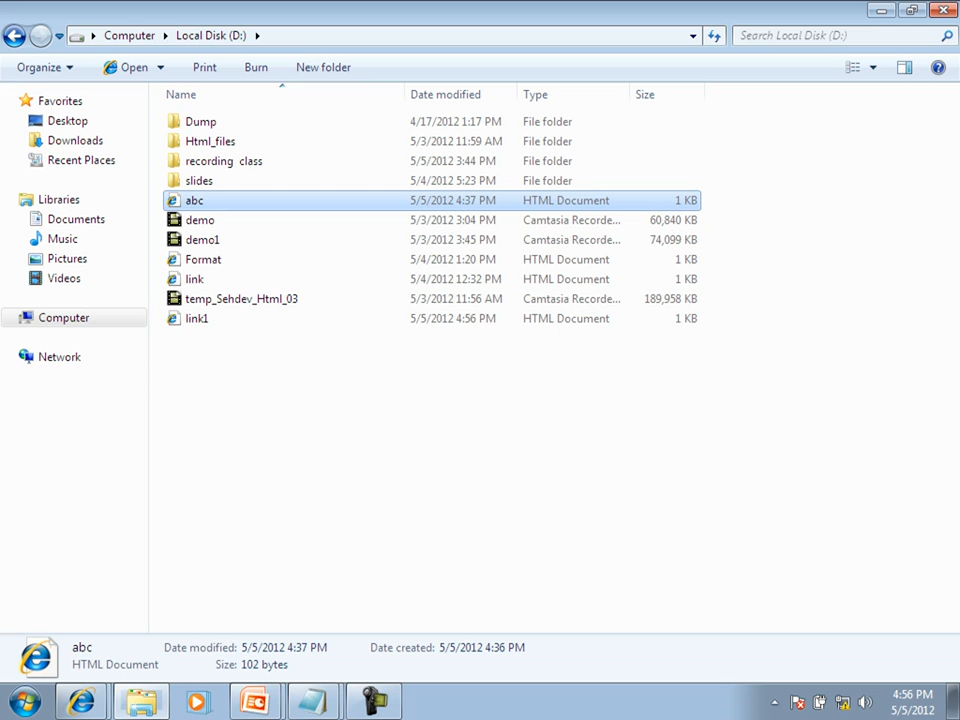 Computer Local Disk (D:)
Search Local Disk (D:)
Organize Open Print Burn New folder
Favorites
Desktop
Downloads
Recent Places
Libraries
Documents
Music
Pictures
Videos
Computer
Network
Name Date modified Type Size
Dump 4/17/2012 1:17 PM File folder
Html_files 5/3/2012 11:59 AM File folder
recording class 5/5/2012 3:44 PM File folder
slides 5/4/2012 5:23 PM File folder
abc 5/5/2012 4:37 PM HTML Document 1 KB
demo 5/3/2012 3:04 PM Camtasia Recorde... 60,840 KB
demo1 5/3/2012 3:45 PM Camtasia Recorde... 74,099 KB
Format 5/4/2012 1:20 PM HTML Document 1 KB
link 5/4/2012 12:32 PM HTML Document 1 KB
temp_Sehdev_Html_03 5/3/2012 11:56 AM Camtasia Recorde... 189,958 KB
link1 5/5/2012 4:56 PM HTML Document 1 KB
abc Date modified: 5/5/2012 4:37 PM Date created: 5/5/2012 4:36 PM
HTML Document Size: 102 bytes
4:56 PM
5/5/2012